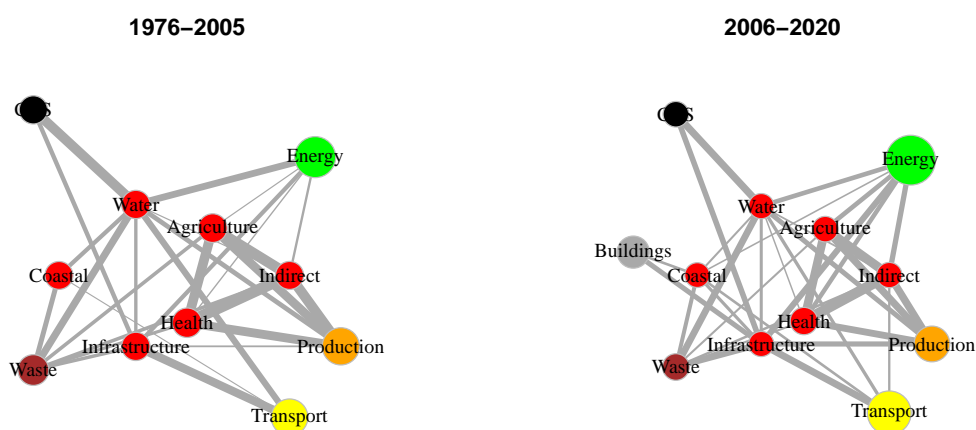 1976−2005
Energy
Water
Agriculture
Coastal
Indirect
Health
Infrastructure
Production
Waste
Transport
2006−2020
Energy
Water
Agriculture
Buildings
Coastal
Indirect
Health
Infrastructure
Production
Waste
Transport